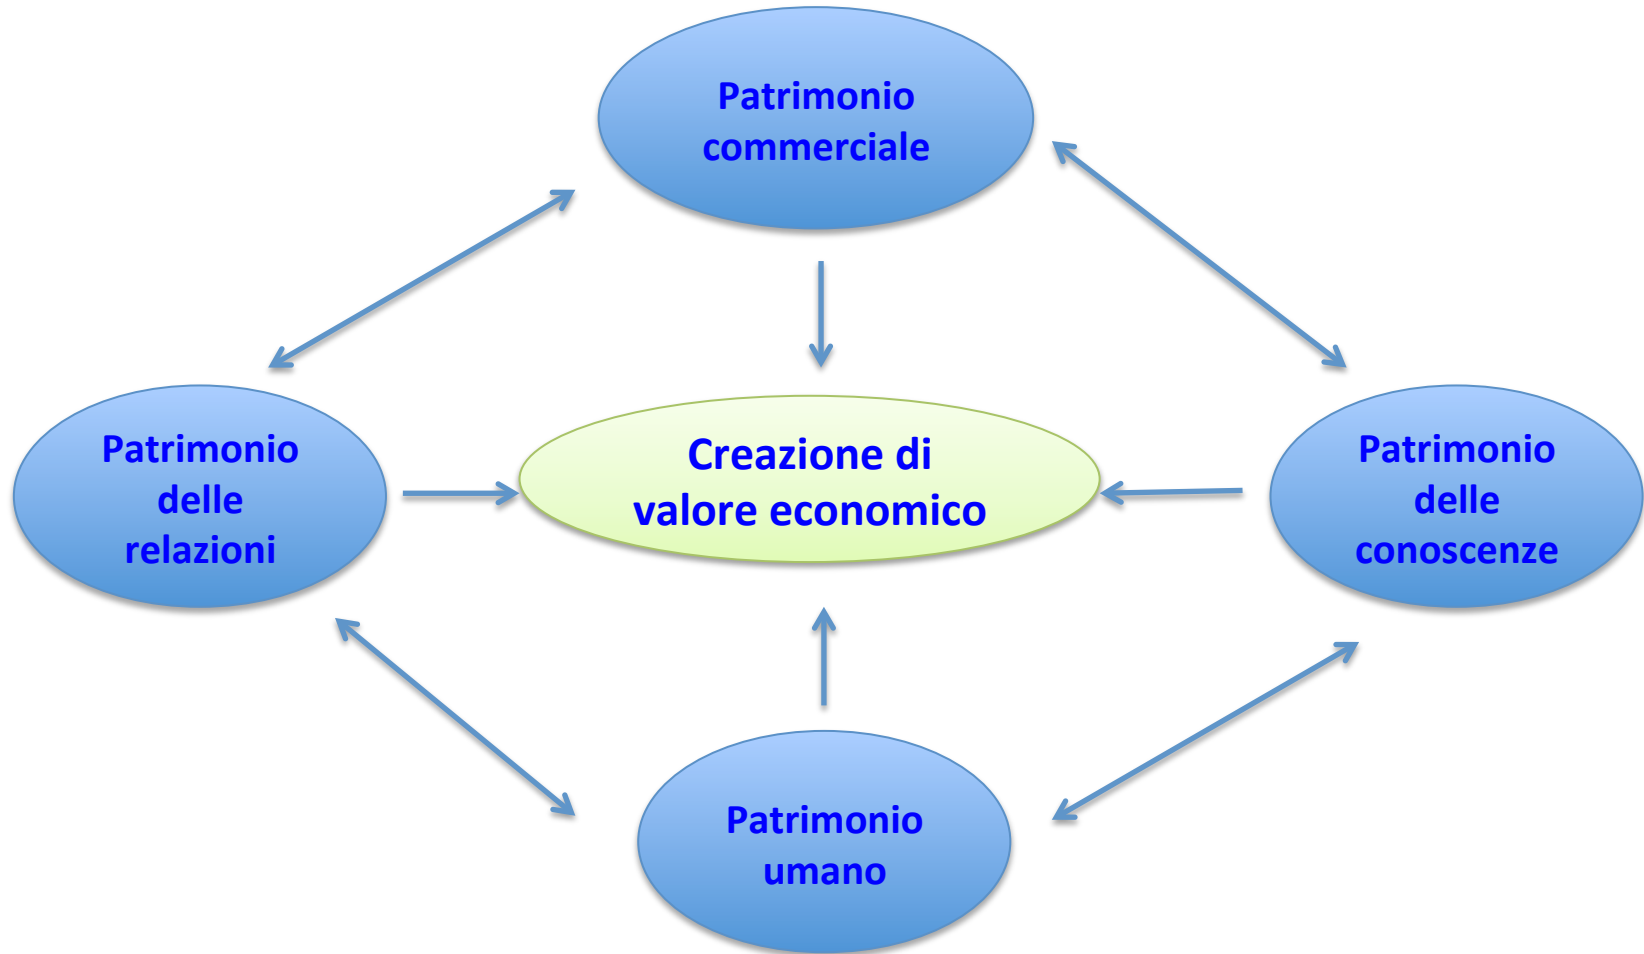 Patrimonio
commerciale
Patrimonio
delle
relazioni
Creazione di
valore economico
Patrimonio
delle
conoscenze
Patrimonio
umano